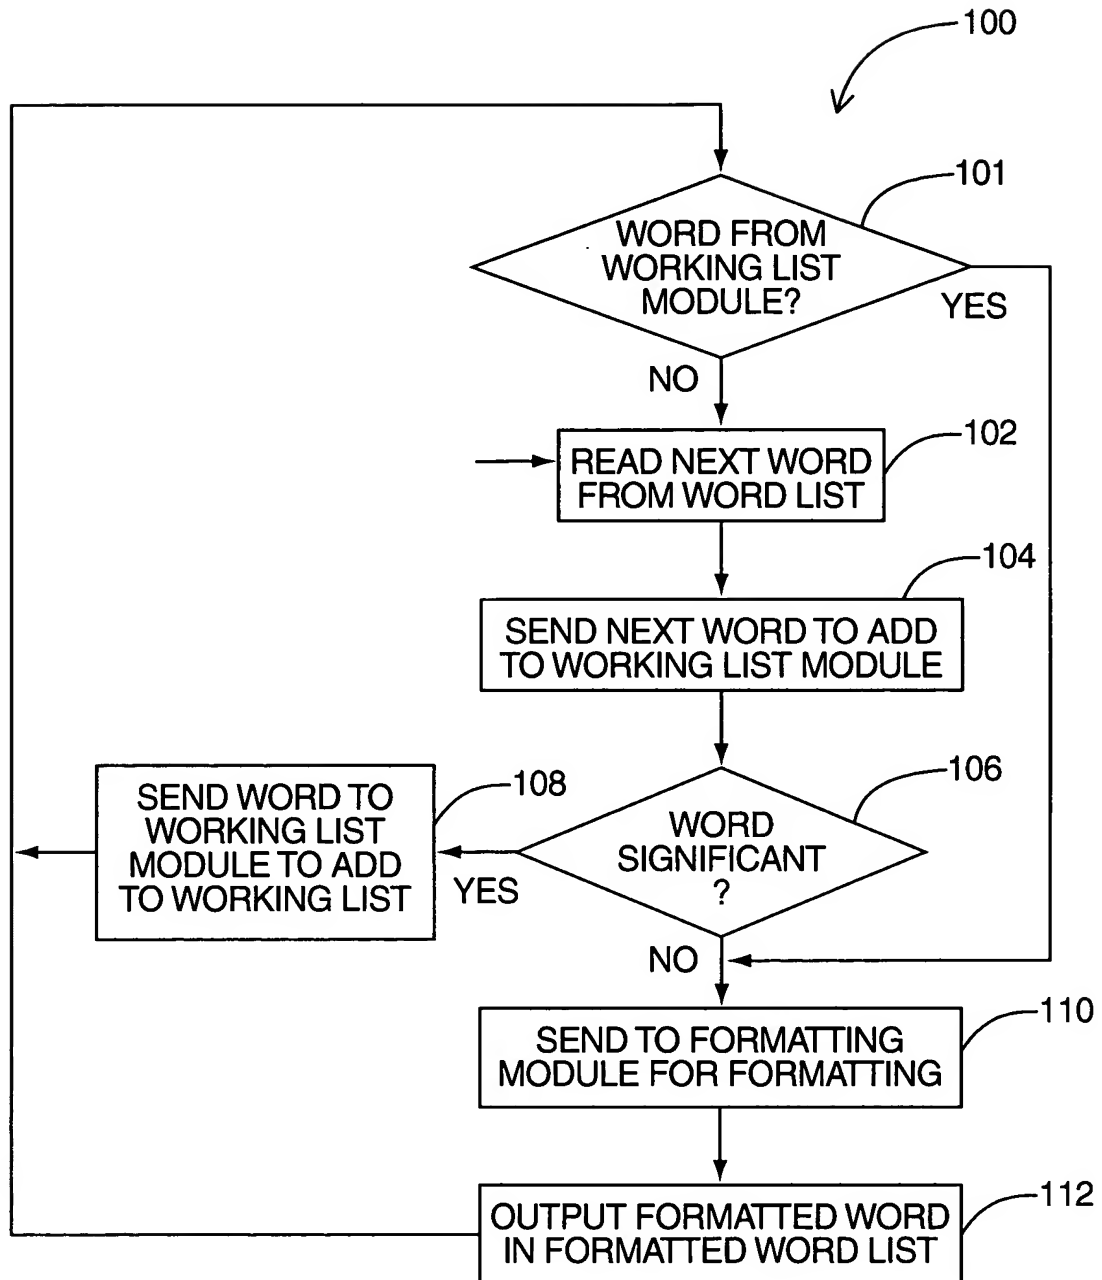 100
101
WORD FROM
WORKING LIST
MODULE?
YES
NO
102
READ NEXT WORD
FROM WORD LIST
104
SEND NEXT WORD TO ADD
TO WORKING LIST MODULE
106
108
SEND WORD TO
WORKING LIST
MODULE TO ADD
TO WORKING LIST
WORD
SIGNIFICANT
?
YES
NO
110
SEND TO FORMATTING
MODULE FOR FORMATTING
112
OUTPUT FORMATTED WORD
IN FORMATTED WORD LIST